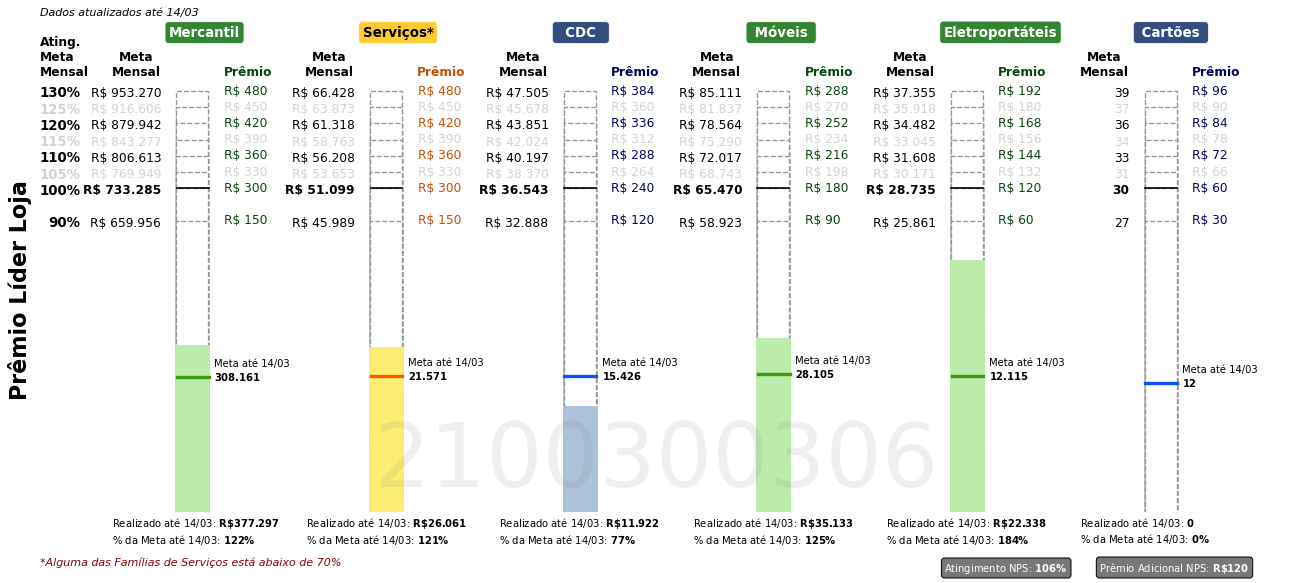 Dados atualizados até 14/03
Mercantil Serviços* CDC Móveis Eletroportáteis Cartões
Ating. Meta Mensal Meta Mensal Prêmio Meta Mensal Prêmio Meta Mensal Prêmio Meta Mensal Prêmio Meta Mensal Prêmio Meta Mensal Prêmio
130% R$ 953.270 R$ 480 R$ 66.428 R$ 480 R$ 47.505 R$ 384 R$ 85.111 R$ 288 R$ 37.355 R$ 192 39 R$ 96
125% R$ 916.606 R$ 450 R$ 63.873 R$ 450 R$ 45.678 R$ 360 R$ 81.837 R$ 270 R$ 35.918 R$ 180 37 R$ 90
120% R$ 879.942 R$ 420 R$ 61.318 R$ 420 R$ 43.851 R$ 336 R$ 78.564 R$ 252 R$ 34.482 R$ 168 36 R$ 84
115% R$ 843.277 R$ 390 R$ 58.763 R$ 390 R$ 42.024 R$ 312 R$ 75.290 R$ 234 R$ 33.045 R$ 156 34 R$ 78
110% R$ 806.613 R$ 360 R$ 56.208 R$ 360 R$ 40.197 R$ 288 R$ 72.017 R$ 216 R$ 31.608 R$ 144 33 R$ 72
105% R$ 769.949 R$ 330 R$ 53.653 R$ 330 R$ 38.370 R$ 264 R$ 68.743 R$ 198 R$ 30.171 R$ 132 31 R$ 66
100% R$ 733.285 R$ 300 R$ 51.099 R$ 300 R$ 36.543 R$ 240 R$ 65.470 R$ 180 R$ 28.735 R$ 120 30 R$ 60
90% R$ 659.956 R$ 150 R$ 45.989 R$ 150 R$ 32.888 R$ 120 R$ 58.923 R$ 90 R$ 25.861 R$ 60 27 R$ 30
Prêmio Líder Loja
Meta até 14/03 Meta até 14/03 Meta até 14/03 Meta até 14/03 Meta até 14/03 Meta até 14/03
308.161 21.571 15.426 28.105 12.115 12
2100300306
Realizado até 14/03: R$377.297 Realizado até 14/03: R$26.061 Realizado até 14/03: R$11.922 Realizado até 14/03: R$35.133 Realizado até 14/03: R$22.338 Realizado até 14/03: 0
% da Meta até 14/03: 122% % da Meta até 14/03: 121% % da Meta até 14/03: 77% % da Meta até 14/03: 125% % da Meta até 14/03: 184% % da Meta até 14/03: 0%
*Alguma das Famílias de Serviços está abaixo de 70%
Atingimento NPS: 106% Prêmio Adicional NPS: R$120